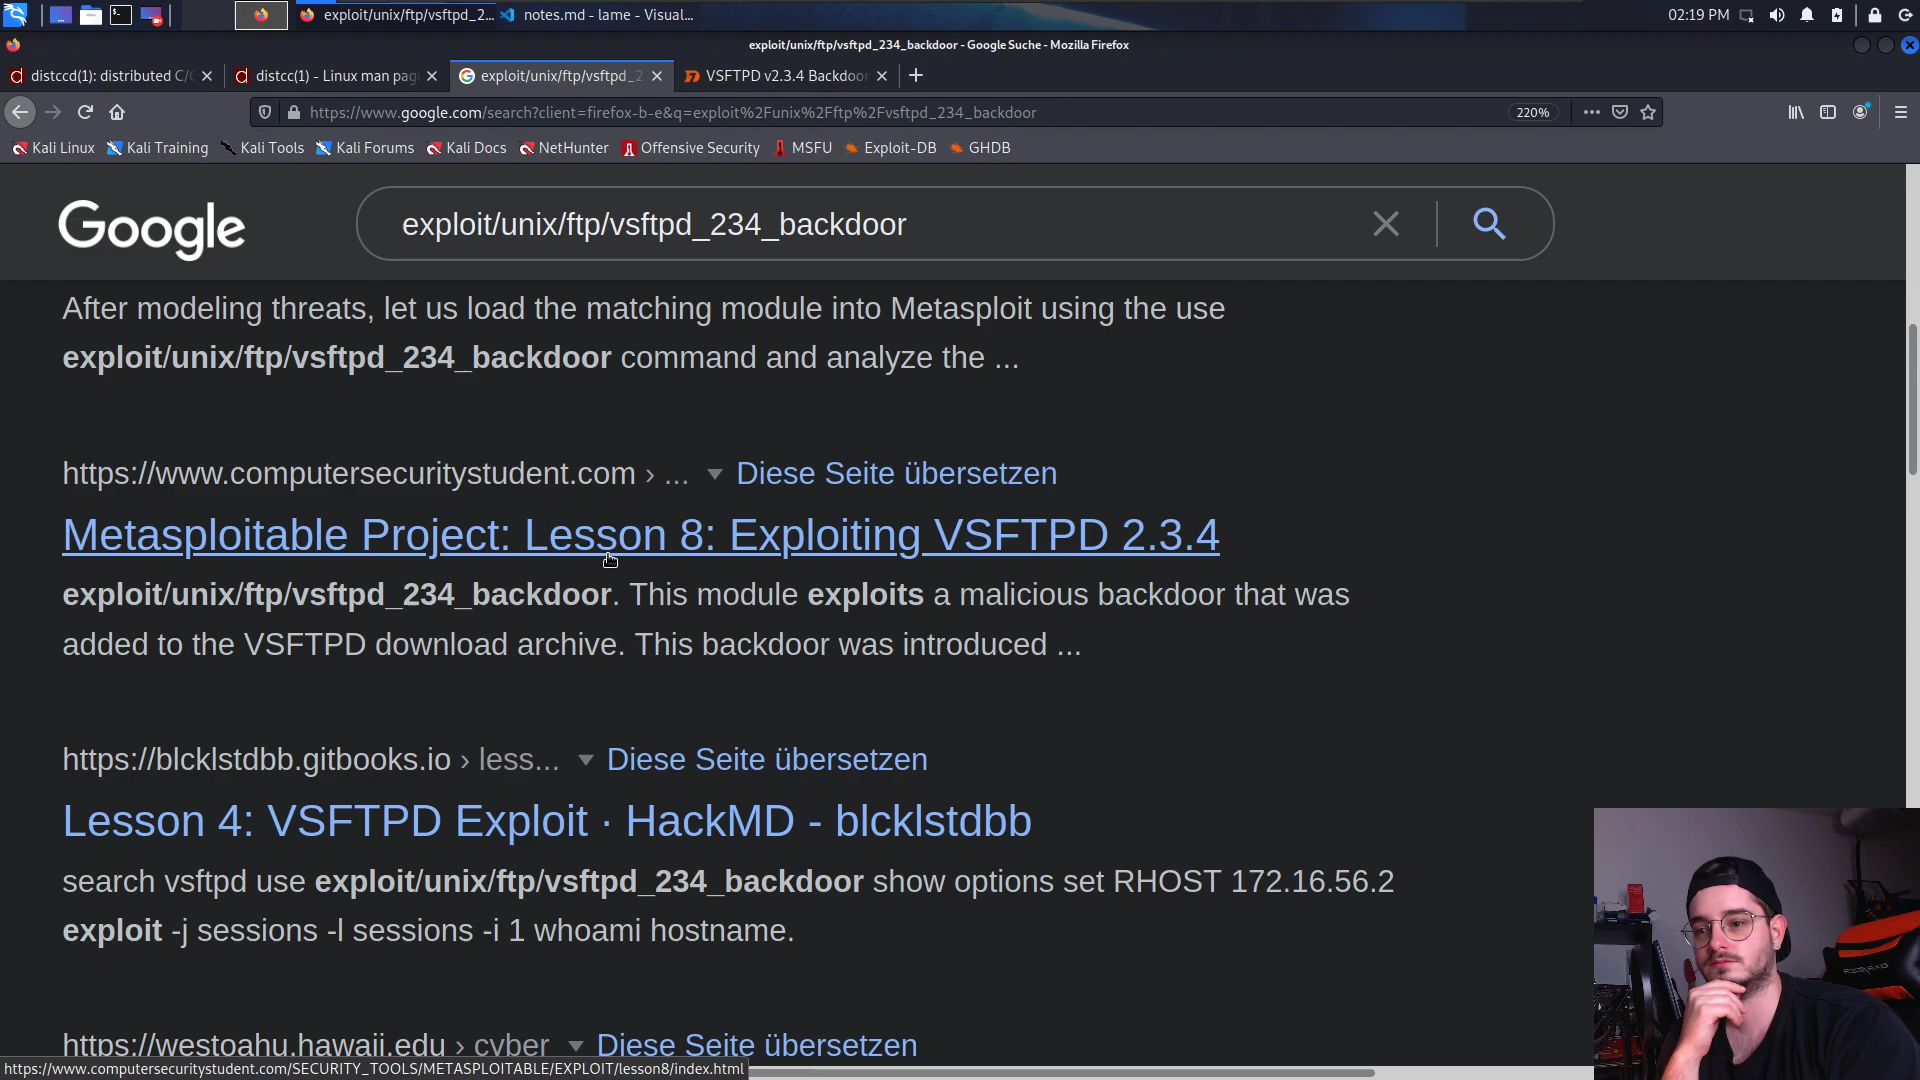 exploit/unix/ftp/vsftpd_2...
notes.md - lame - Visual...
02:19 PM
exploit/unix/ftp/vsftpd_234_backdoor - Google Suche - Mozilla Firefox
distccd(1): distributed C/
distcc(1) - Linux man pag
exploit/unix/ftp/vsftpd_2
VSFTPD v2.3.4 Backdoor
https://www.google.com/search?client=firefox-b-e&q=exploit%2Funix%2Fftp%2Fvsftpd_234_backdoor
220%
Kali Linux
Kali Training
Kali Tools
Kali Forums
Kali Docs
NetHunter
Offensive Security
MSFU
Exploit-DB
GHDB
Google
exploit/unix/ftp/vsftpd_234_backdoor
After modeling threats, let us load the matching module into Metasploit using the use
exploit/unix/ftp/vsftpd_234_backdoor command and analyze the ...
https://www.computersecuritystudent.com › ... Diese Seite übersetzen
Metasploitable Project: Lesson 8: Exploiting VSFTPD 2.3.4
exploit/unix/ftp/vsftpd_234_backdoor. This module exploits a malicious backdoor that was
added to the VSFTPD download archive. This backdoor was introduced ...
https://blcklstdbb.gitbooks.io › less... Diese Seite übersetzen
Lesson 4: VSFTPD Exploit · HackMD - blcklstdbb
search vsftpd use exploit/unix/ftp/vsftpd_234_backdoor show options set RHOST 172.16.56.2
exploit -j sessions -l sessions -i 1 whoami hostname.
https://westoahu.hawaii.edu › cyber Diese Seite übersetzen
https://www.computersecuritystudent.com/SECURITY_TOOLS/METASPLOITABLE/EXPLOIT/lesson8/index.html